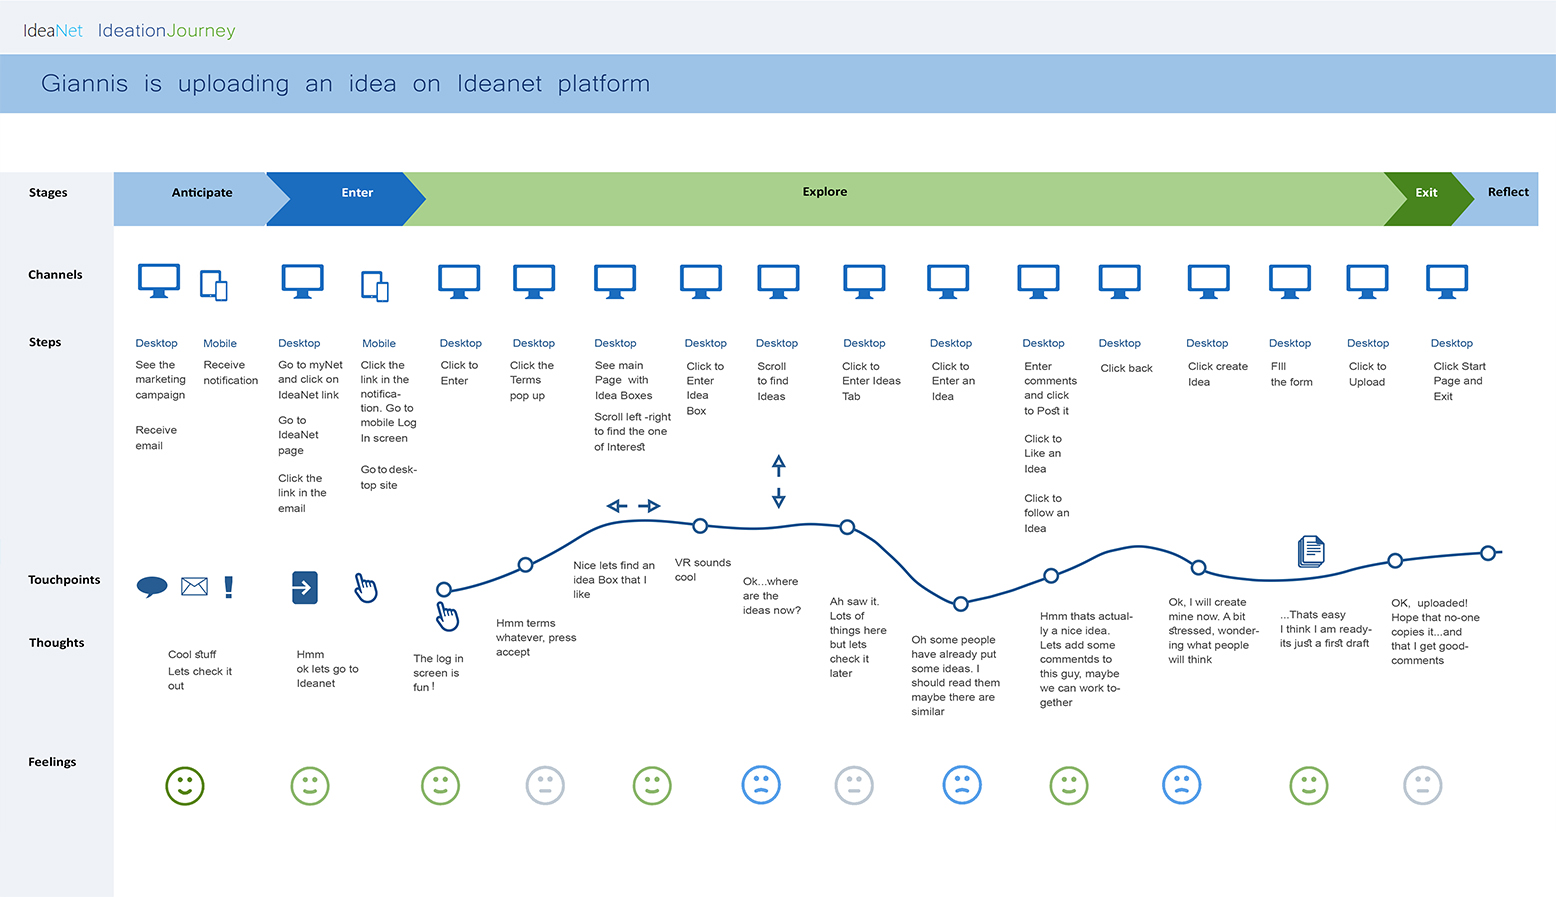 IdeaNet IdeationJourney
Giannis is uploading an idea on Ideanet platform
Stages
Anticipate
Enter
Explore
Exit
Reflect
Channels
Steps
Desktop
See the
marketing
campaign
Receive
email
Mobile
Receive
notification
Desktop
Go to myNet
and click on
IdeaNet link
Go to
IdeaNet
page
Click the
link in the
email
Mobile
Click the
link in the
notifica-
tion. Go to
mobile Log
In screen
Go to desk-
top site
Desktop
Click to
Enter
Desktop
Click the
Terms
pop up
Desktop
See main
Page with
Idea Boxes
Scroll left -right
to find the one
of Interest
Desktop
Click to
Enter
Idea
Box
Desktop
Scroll
to find
Ideas
Desktop
Click to
Enter Ideas
Tab
Desktop
Click to
Enter an
Idea
Desktop
Enter
comments
and click
to Post it
Click to
Like an
Idea
Click to
follow an
Idea
Desktop
Click back
Desktop
Click create
Idea
Desktop
FIll
the form
Desktop
Click to
Upload
Desktop
Click Start
Page and
Exit
Touchpoints
Thoughts
Cool stuff
Lets check it
out
Hmm
ok lets go to
Ideanet
The log in
screen is
fun !
Hmm terms
whatever, press
accept
Nice lets find an
idea Box that I
like
VR sounds
cool
Ok...where
are the
ideas now?
Ah saw it.
Lots of
things here
but lets
check it
later
Oh some people
have already put
some ideas. I
should read them
maybe there are
similar
Hmm thats actual-
ly a nice idea.
Lets add some
commentds to
this guy, maybe
we can work to-
gether
Ok, I will create
mine now. A bit
stressed, wonder-
ing what people
will think
...Thats easy
I think I am ready-
its just a first draft
OK, uploaded!
Hope that no-one
copies it...and
that I get good-
comments
Feelings